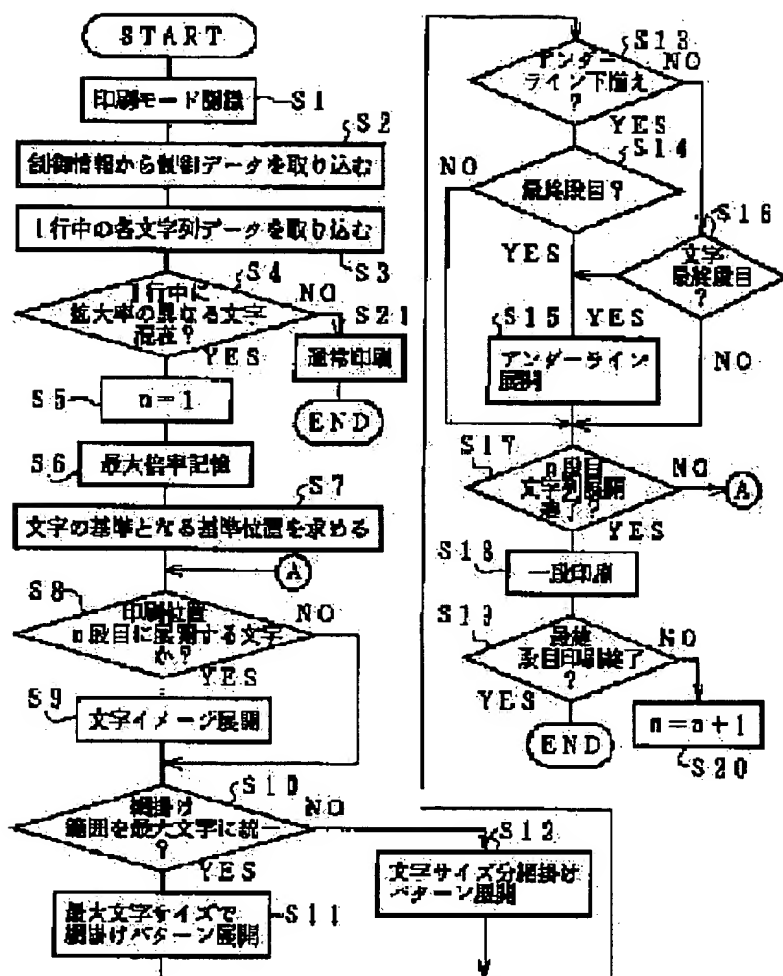 START
印刷モード開始
S1
S2
制御情報から制御データを取り込む
1行中の各文字列データを取り込む
S3
S4
1行中に
拡大率の異なる文字
混在?
NO
YES
S21
通常印刷
END
S5
n=1
S6
最大倍率記憶
S7
文字の基準となる基準位置を求める
A
S8
印刷位置
n段目に展開する文字
か?
NO
YES
S9
文字イメージ展開
S10
網掛け
範囲を最大文字に統一
?
NO
YES
S11
最大文字サイズで
網掛けパターン展開
S12
文字サイズ分網掛け
パターン展開
S13
アンダー
ライン下揃え
?
NO
YES
S14
最終段目?
NO
YES
S16
文字
最終段目
?
YES
NO
S15
アンダーライン
展開
S17
n段目
文字列展開
終了?
NO
A
YES
S18
一段印刷
S19
最終
段目印刷終了
?
NO
YES
END
n=n+1
S20